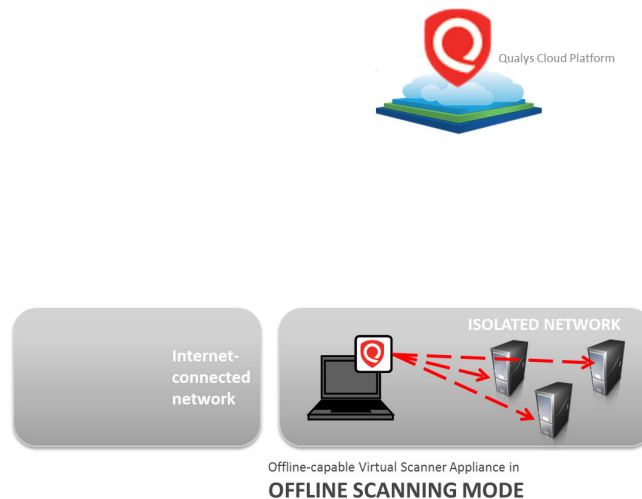 Qualys Cloud Platform
ISOLATED NETWORK
Internet-
connected
network
Offline-capable Virtual Scanner Appliance in
OFFLINE SCANNING MODE